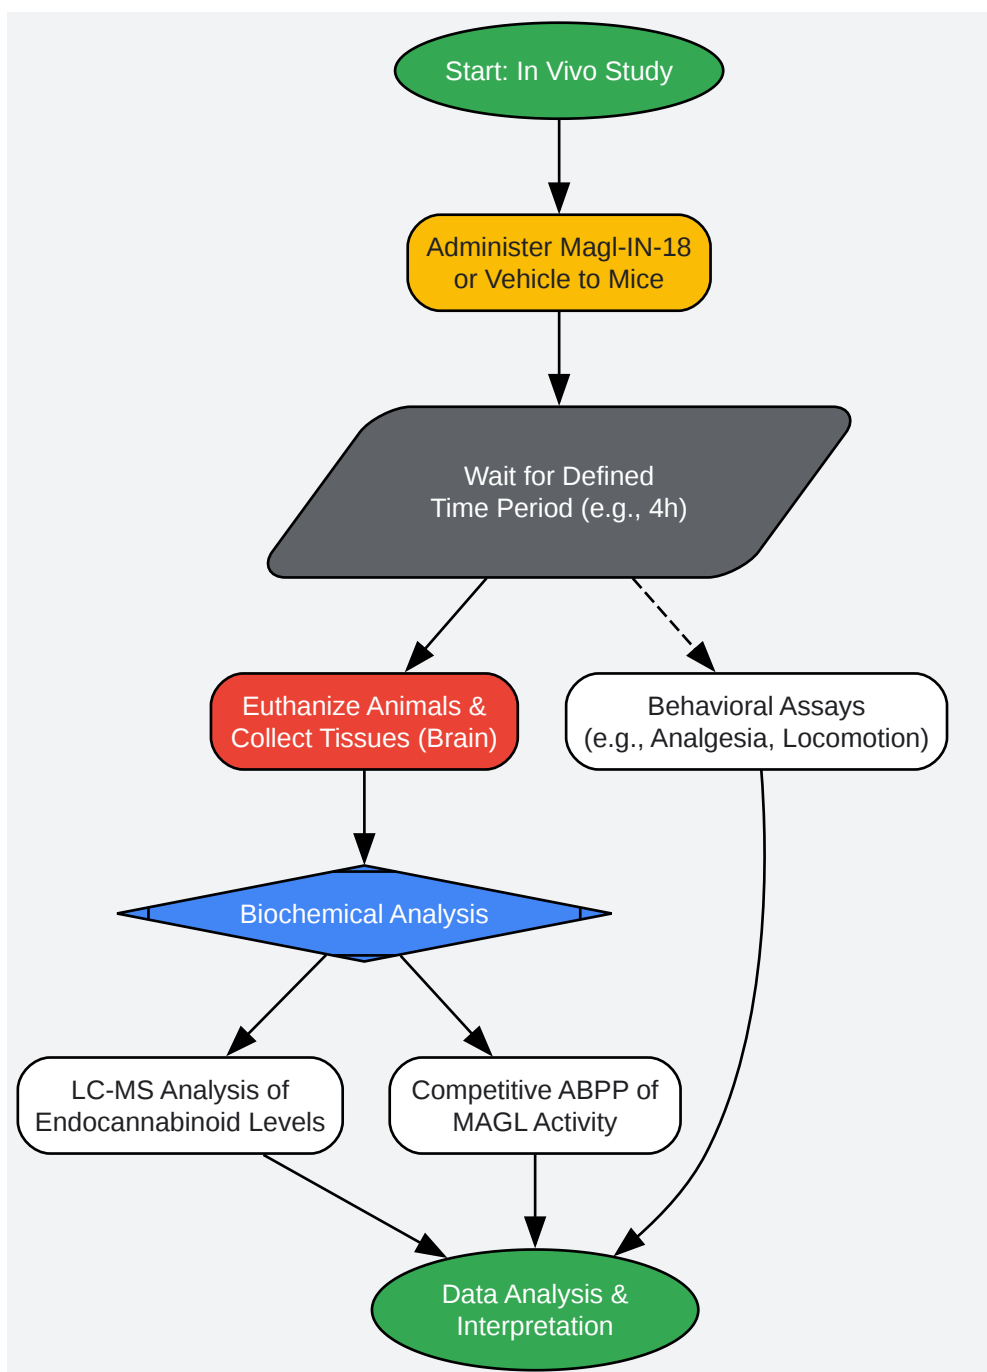 Start: In Vivo Study
Administer Magl-IN-18
or Vehicle to Mice
Wait for Defined
Time Period (e.g., 4h)
Euthanize Animals &
Collect Tissues (Brain)
Behavioral Assays
(e.g., Analgesia, Locomotion)
Biochemical Analysis
LC-MS Analysis of
Endocannabinoid Levels
Competitive ABPP of
MAGL Activity
Data Analysis &
Interpretation